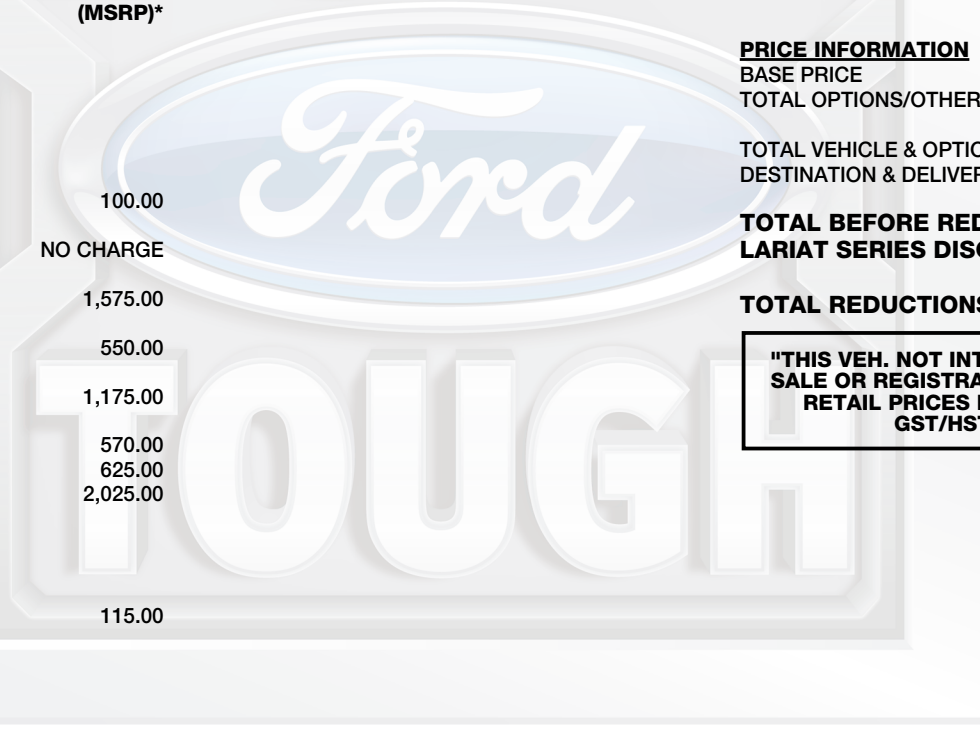 (MSRP)*
100.00
NO CHARGE
1,575.00
550.00
1,175.00
570.00
625.00
2,025.00
115.00
Ford
TOUGH
PRICE INFORMATION
BASE PRICE
TOTAL OPTIONS/OTHER
TOTAL VEHICLE & OPTIO
DESTINATION & DELIVER
TOTAL BEFORE RED
LARIAT SERIES DISC
TOTAL REDUCTIONS
"THIS VEH. NOT INT
SALE OR REGISTRA
RETAIL PRICES
GST/HST